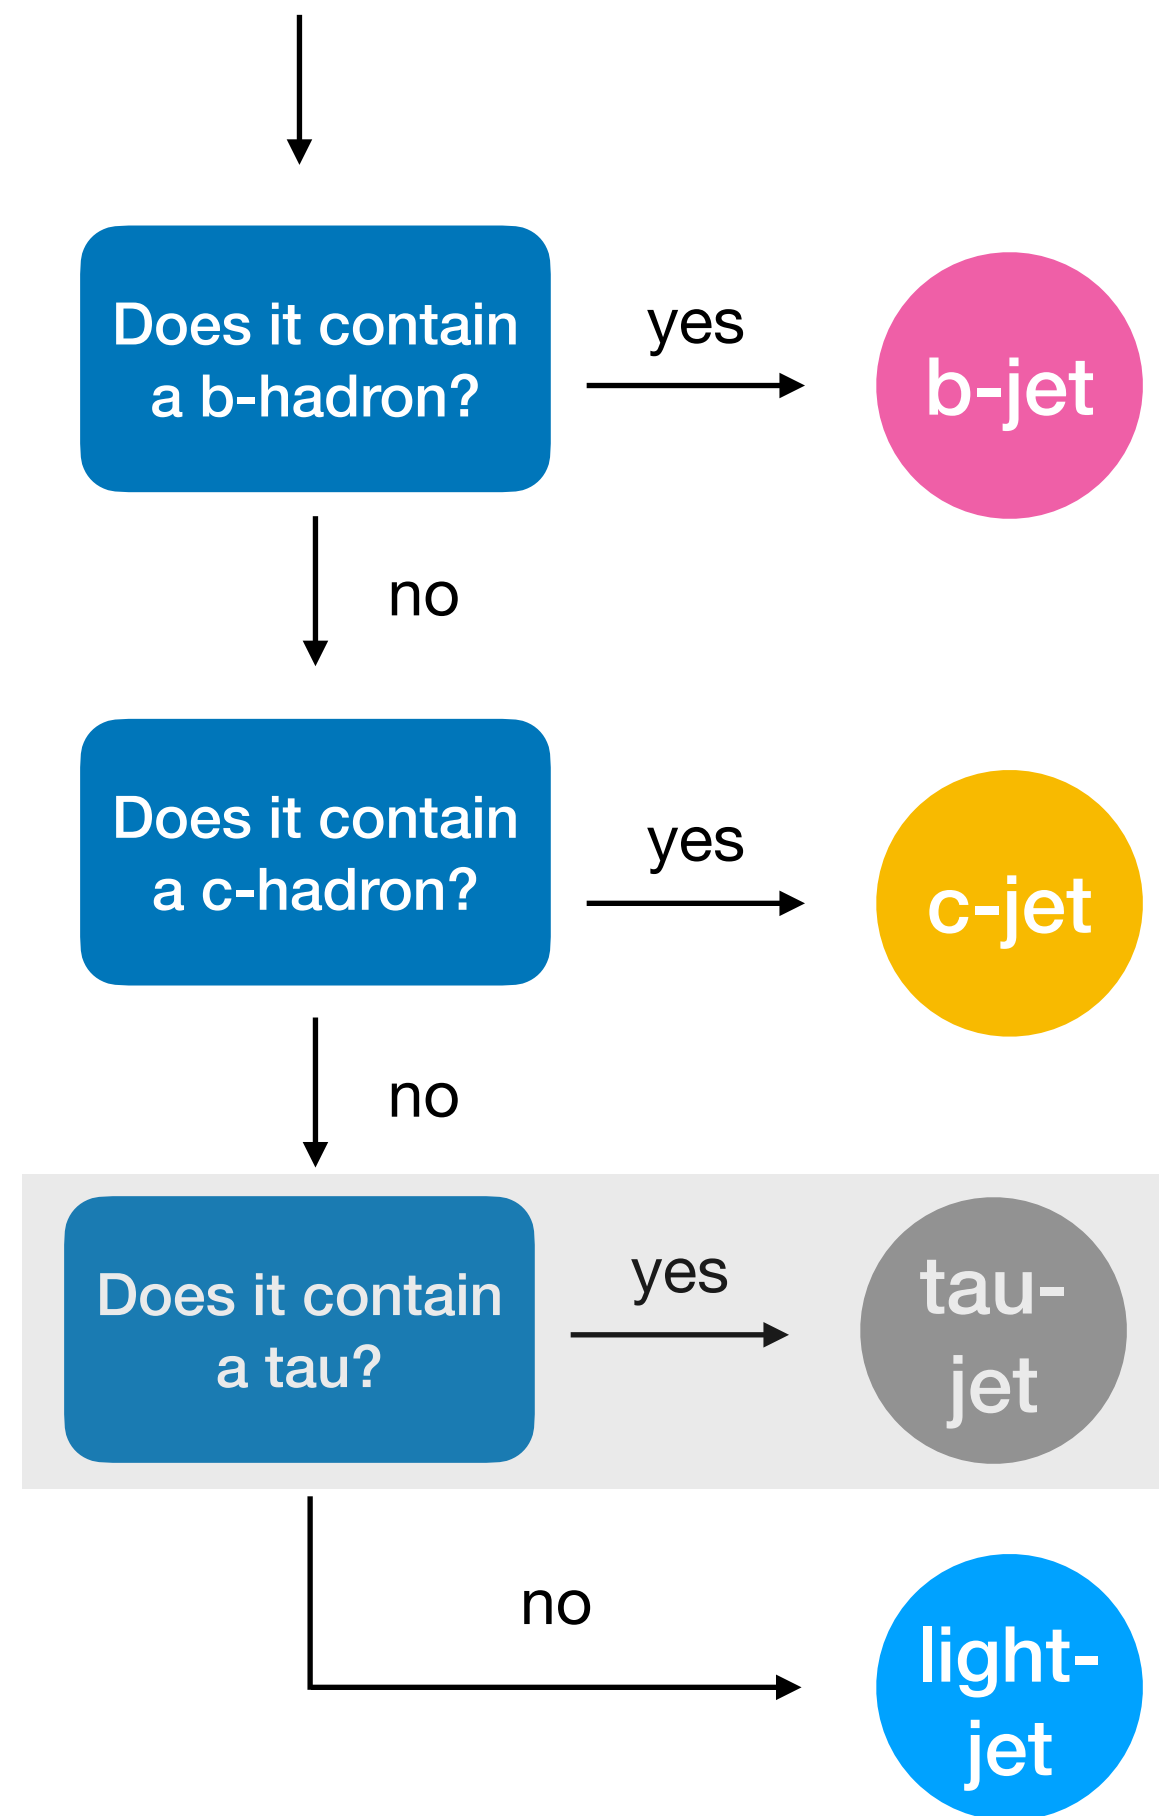 Does it contain
a b-hadron?
yes
b-jet
no
Does it contain
a c-hadron?
yes
c-jet
no
Does it contain
a tau?
yes
tau-
jet
no
light-
jet